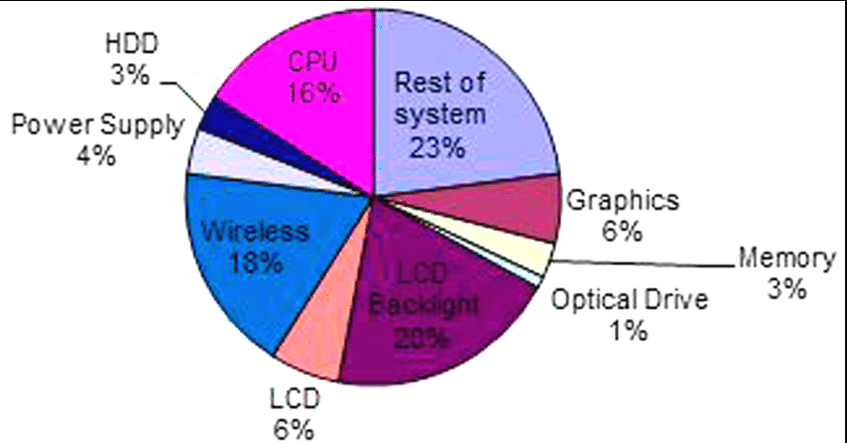 HDD
3%
CPU
16%
Rest of
system
23%
Power Supply
4%
Graphics
6%
Wireless
18%
LCD
Backlight
20%
Memory
3%
Optical Drive
1%
LCD
6%